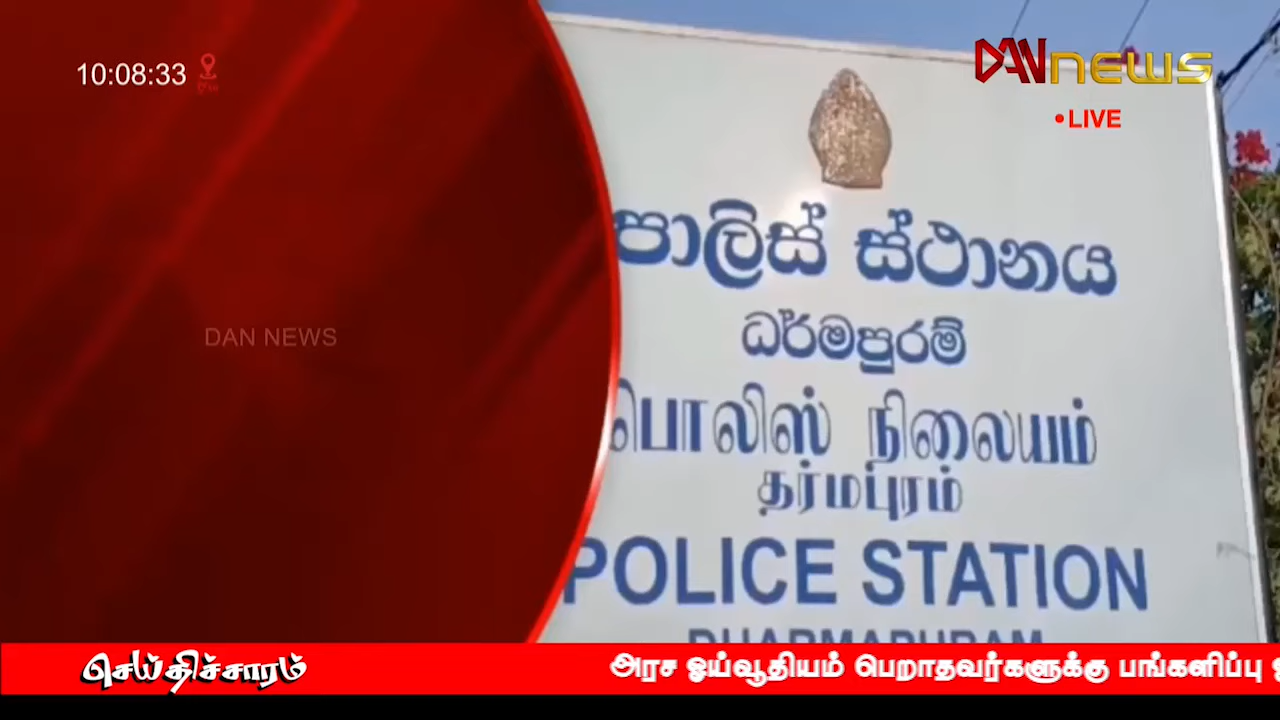 10:08:33
DAN NEWS
LIVE
DAN NEWS
පොලිස් ස්ථානය
ධර්මපුරම්
பொலிஸ் நிலையம்
தர்மபுரம்
POLICE STATION
DHARMAPURAM
செய்திச்சாரம்
அரச ஓய்வூதியம் பெறாதவர்களுக்கு பங்களிப்பு